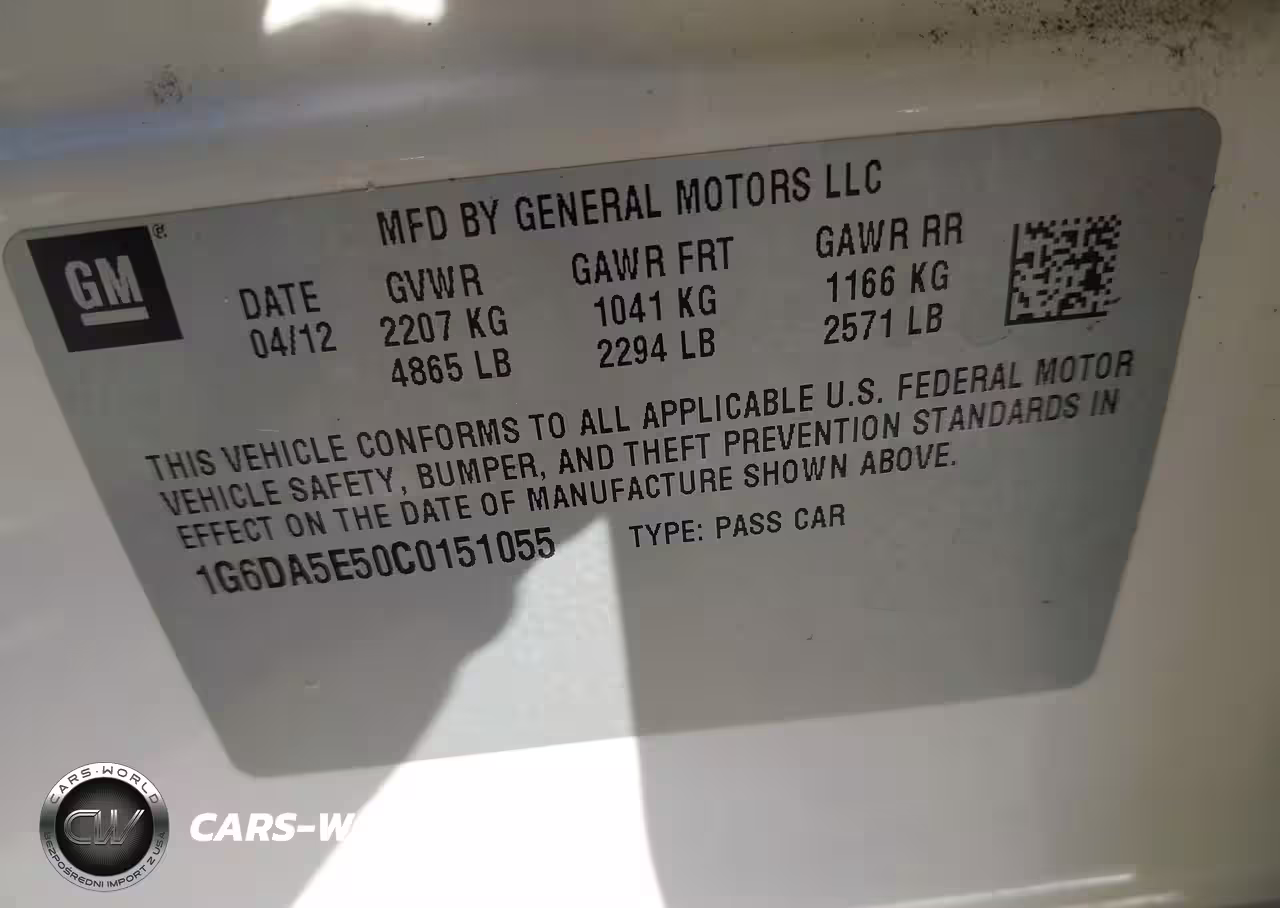 MFD BY GENERAL MOTORS LLC
GM®
DATE GVWR GAWR FRT GAWR RR
04/12 2207 KG 1041 KG 1166 KG
4865 LB 2294 LB 2571 LB
THIS VEHICLE CONFORMS TO ALL APPLICABLE U.S. FEDERAL MOTOR
VEHICLE SAFETY, BUMPER, AND THEFT PREVENTION STANDARDS IN
EFFECT ON THE DATE OF MANUFACTURE SHOWN ABOVE.
1G6DA5E50C0151055 TYPE: PASS CAR
CARS-WORLD
CW
BEZPOŚREDNI IMPORT Z USA
CARS-W